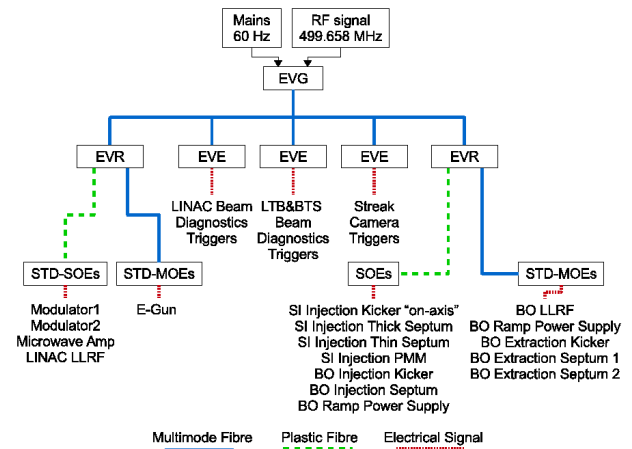 Mains
60 Hz
RF signal
499.658 MHz
EVG
EVR
EVE
EVE
EVE
EVR
LINAC Beam
Diagnostics
Triggers
LTB&BTS
Beam
Diagnostics
Triggers
Streak
Camera
Triggers
STD-SOEs
STD-MOEs
SOEs
STD-MOEs
Modulator1
Modulator2
Microwave Amp
LINAC LLRF
E-Gun
SI Injection Kicker “on-axis”
SI Injection Thick Septum
SI Injection Thin Septum
SI Injection PMM
BO Injection Kicker
BO Injection Septum
BO Ramp Power Supply
BO LLRF
BO Ramp Power Supply
BO Extraction Kicker
BO Extraction Septum 1
BO Extraction Septum 2
Multimode Fibre
Plastic Fibre
Electrical Signal